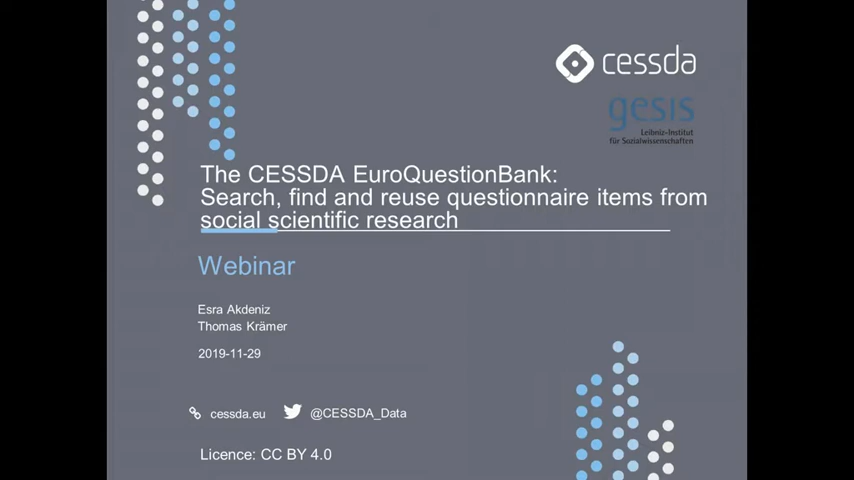 cessda
gesis
Leibniz-Institut
für Sozialwissenschaften
The CESSDA EuroQuestionBank:
Search, find and reuse questionnaire items from
social scientific research
Webinar
Esra Akdeniz
Thomas Krämer
2019-11-29
cessda.eu @CESSDA_Data
Licence: CC BY 4.0